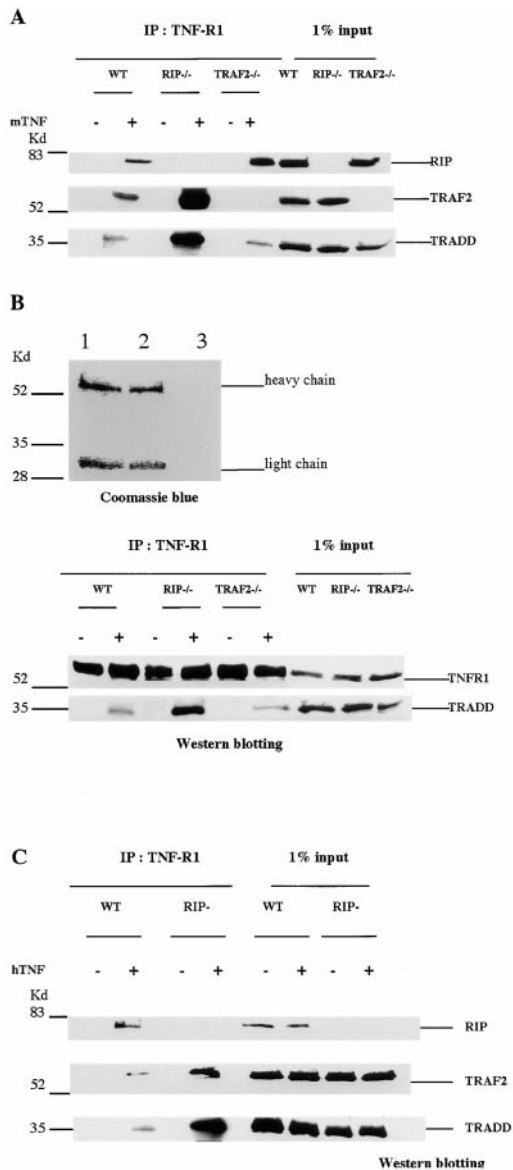 A
IP : TNF-R1 1% input
WT RIP-/- TRAF2-/- WT RIP-/- TRAF2-/-
mTNF - + - + - +
Kd
83
RIP
TRAF2
52
35 TRADD
B
1 2 3
Kd
heavy chain
52
35
light chain
28
Coomassie blue
IP : TNF-R1 1% input
WT RIP-/- TRAF2-/- WT RIP-/- TRAF2-/-
- + - + - +
52 TNFR1
35 TRADD
Western blotting
C
IP : TNF-R1 1% input
WT RIP- WT RIP-
hTNF - + - + - + - +
Kd
83
RIP
TRAF2
52
35 TRADD
Western blotting